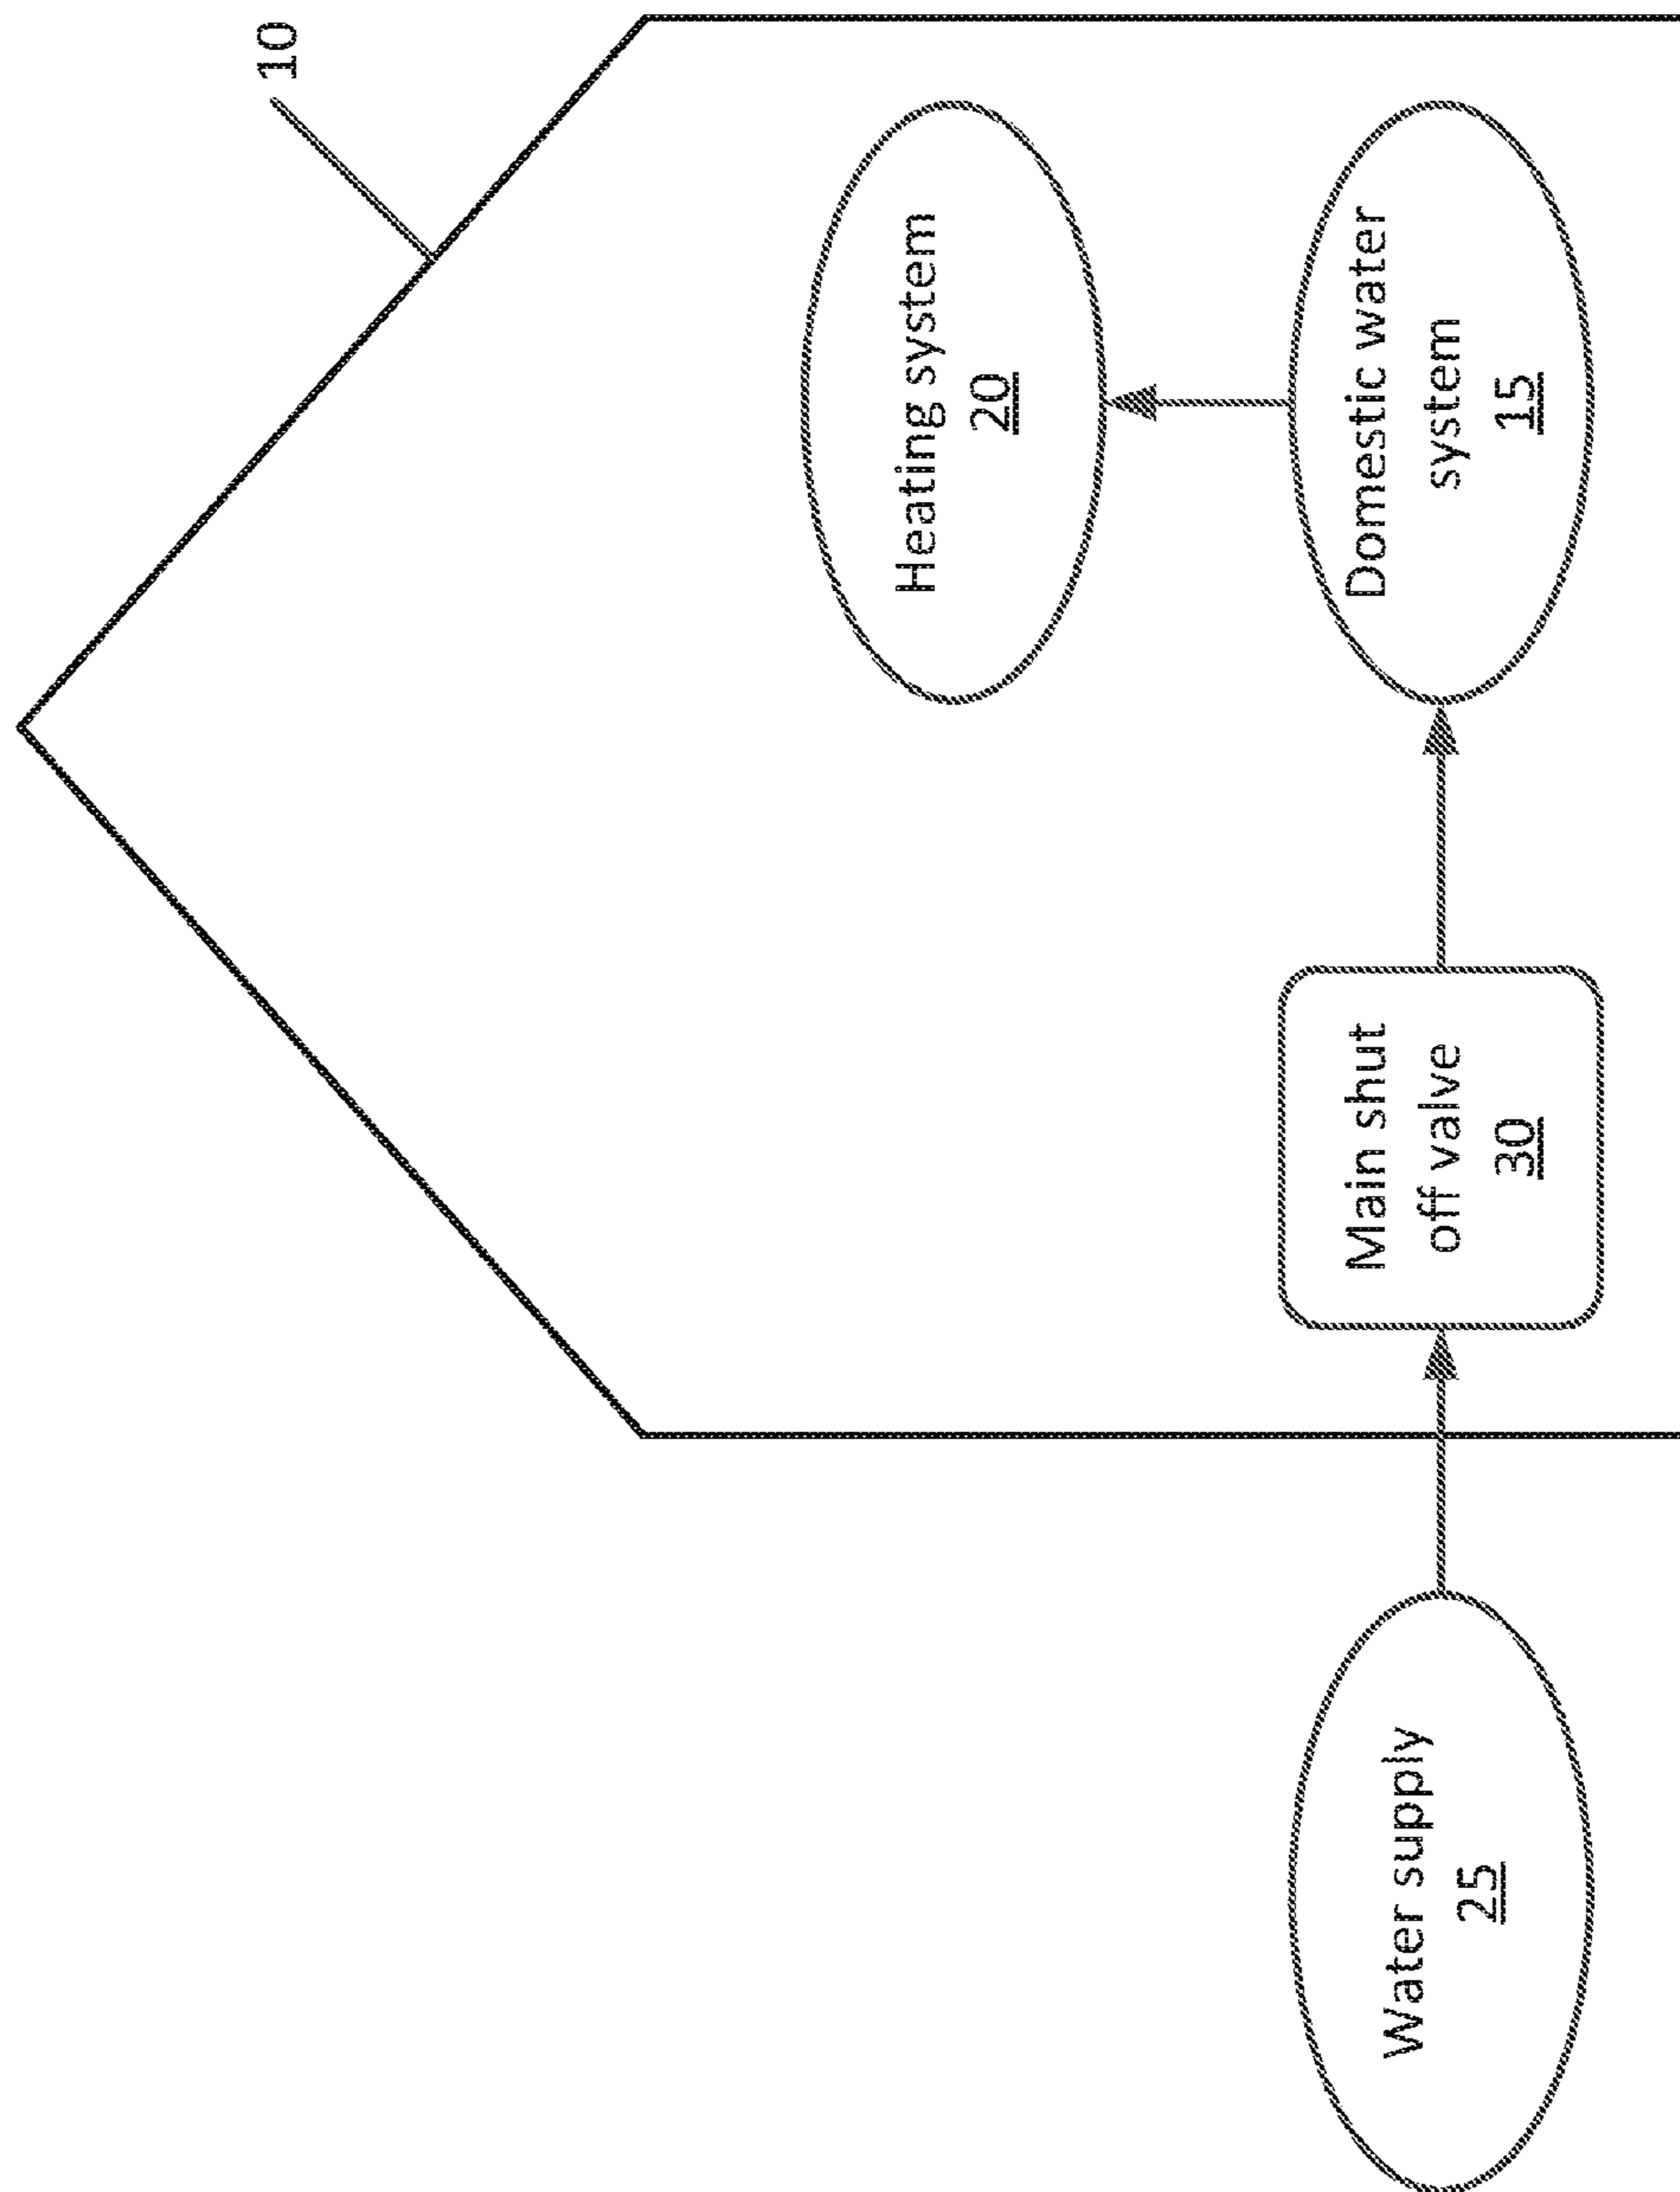 10
Heating system
20
Water supply
25
Main shut
off valve
30
Domestic water
system
15